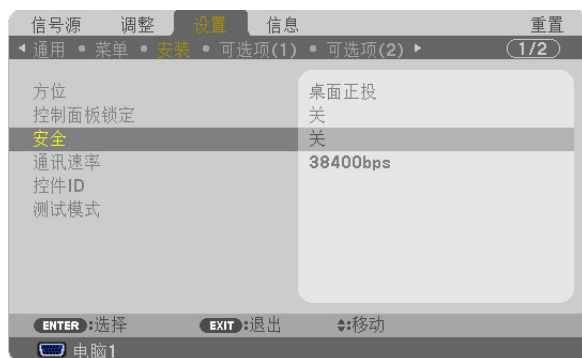 信号源 调整 设置 信息 重置
通用 • 菜单 • 安装 • 可选项(1) • 可选项(2) 1/2
方位 桌面正投
控制面板锁定 关
安全 关
通讯速率 38400bps
控件ID
测试模式
ENTER:选择 EXIT:退出 :移动
电脑1